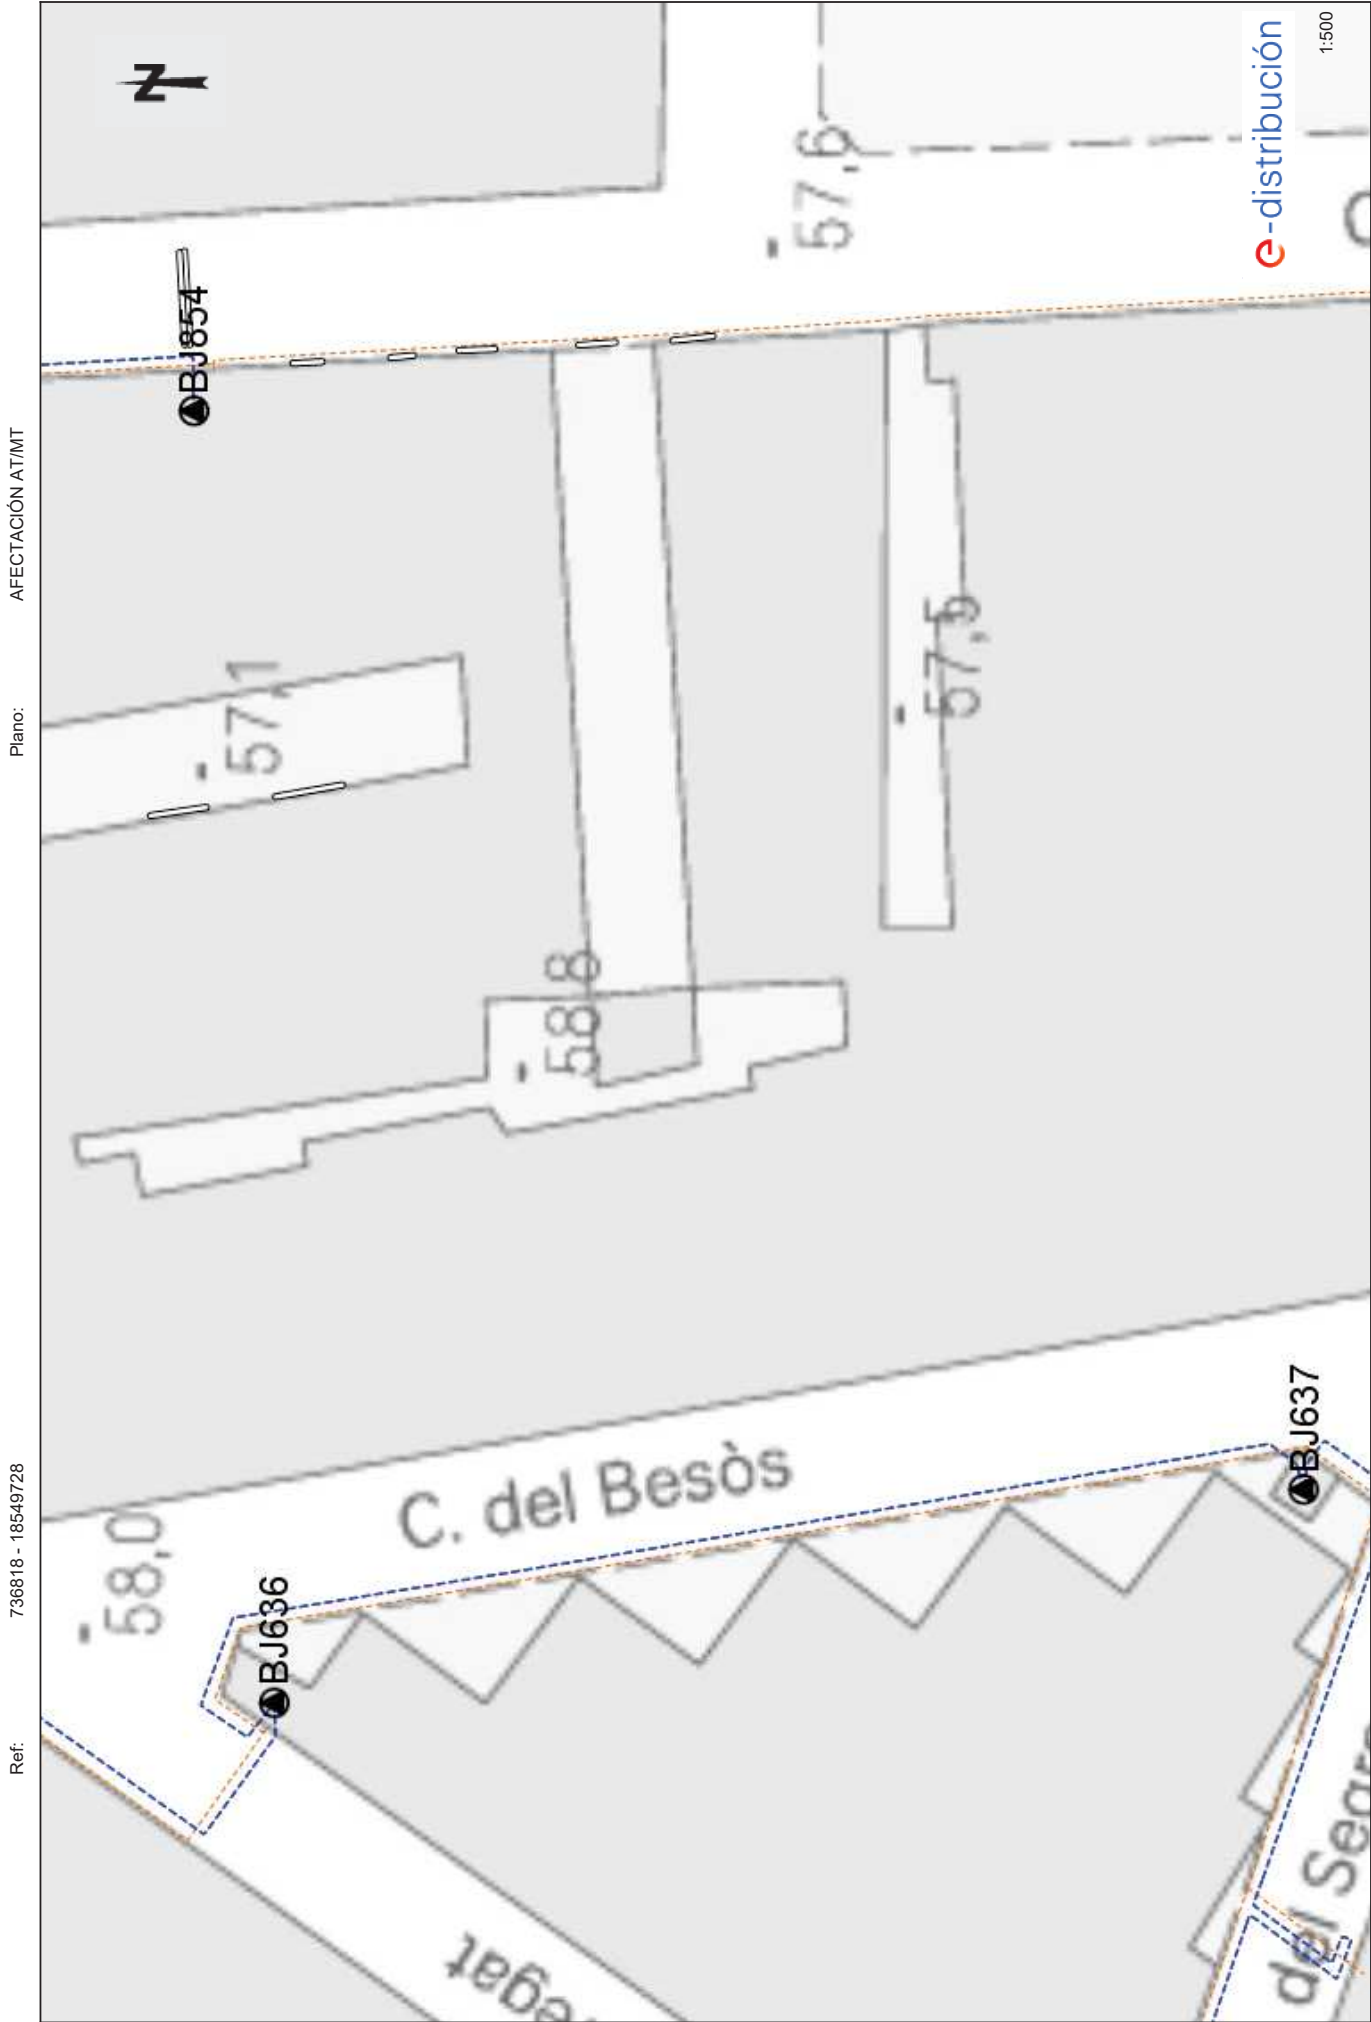 Ref: 736818 - 18549728 Plano: AFECTACIÓN AT/MT
N
58,0
BJ636
57,1
BJ854
C. del Besòs
58,8
57,5
57,6
del
BJ637
e-distribución
1:500